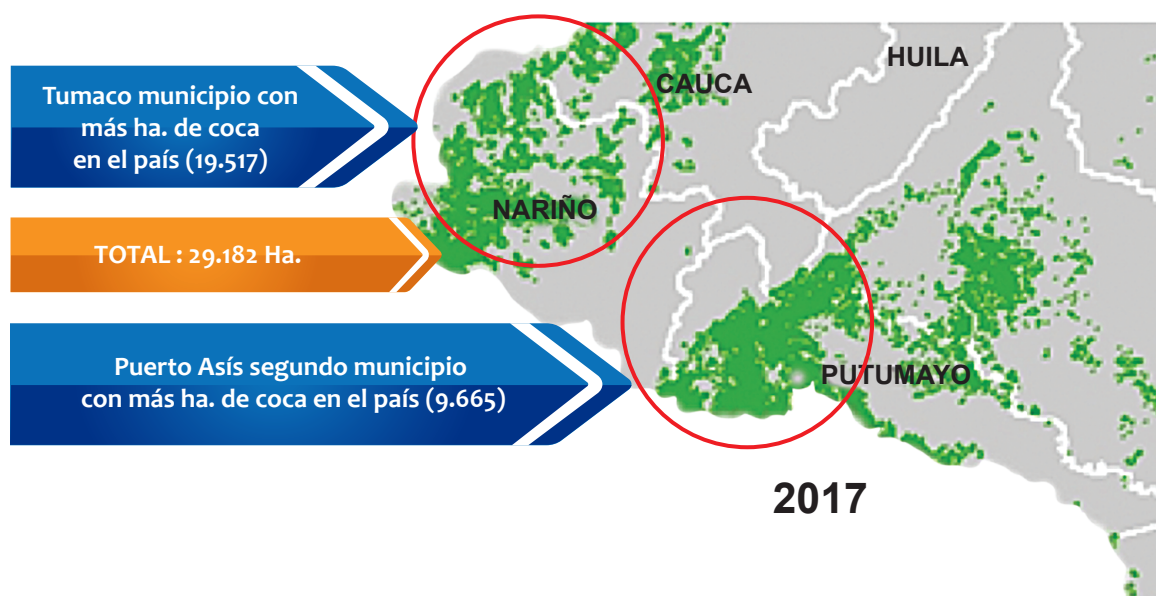 Tumaco municipio con
más ha. de coca
en el país (19.517)
TOTAL : 29.182 Ha.
Puerto Asís segundo municipio
con más ha. de coca en el país (9.665)
HUILA
CAUCA
NARIÑO
PUTUMAYO
2017